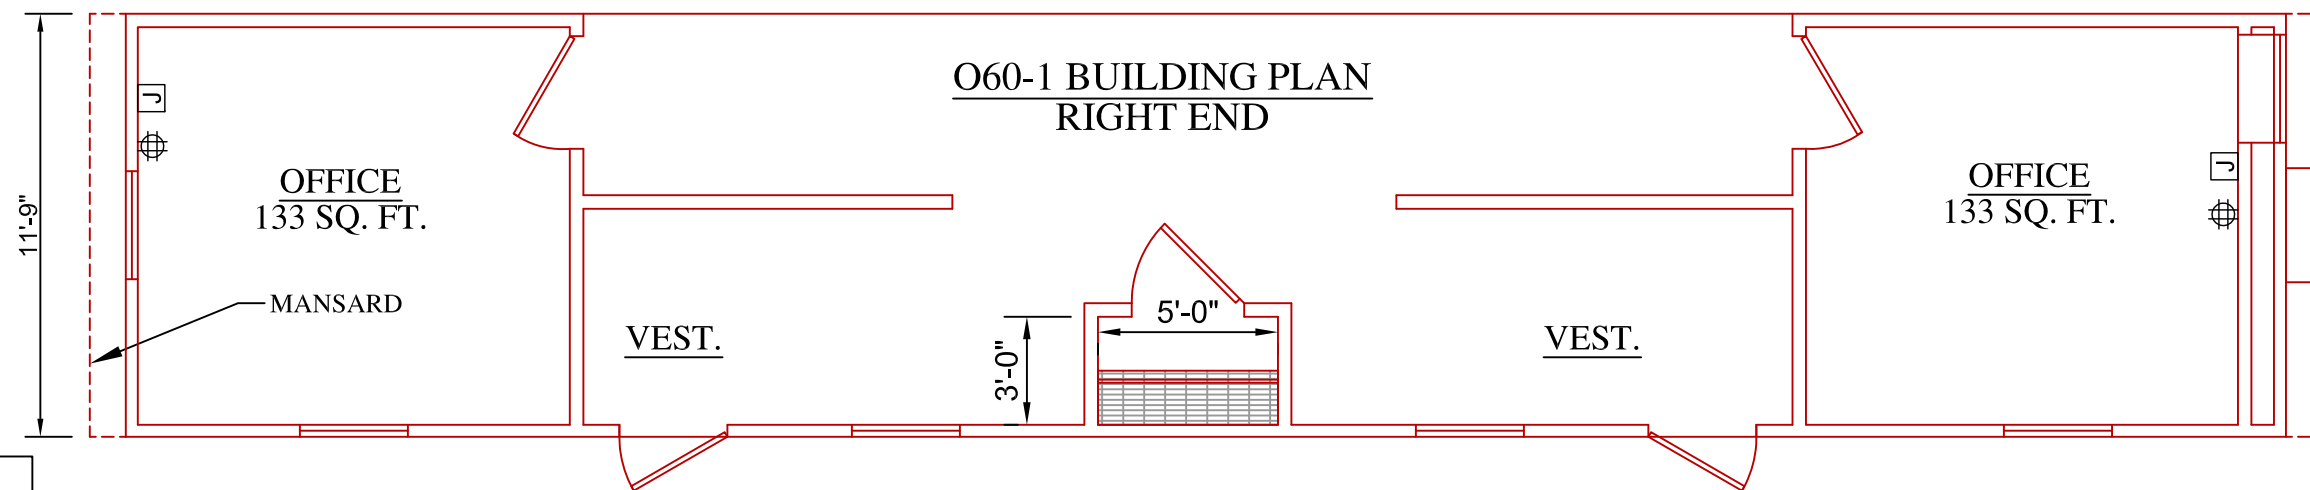 O60-1 BUILDING PLAN
RIGHT END
J
OFFICE
133 SQ. FT.
11'-9"
MANSARD
VEST.
3'-0"
5'-0"
VEST.
OFFICE
133 SQ. FT.
J